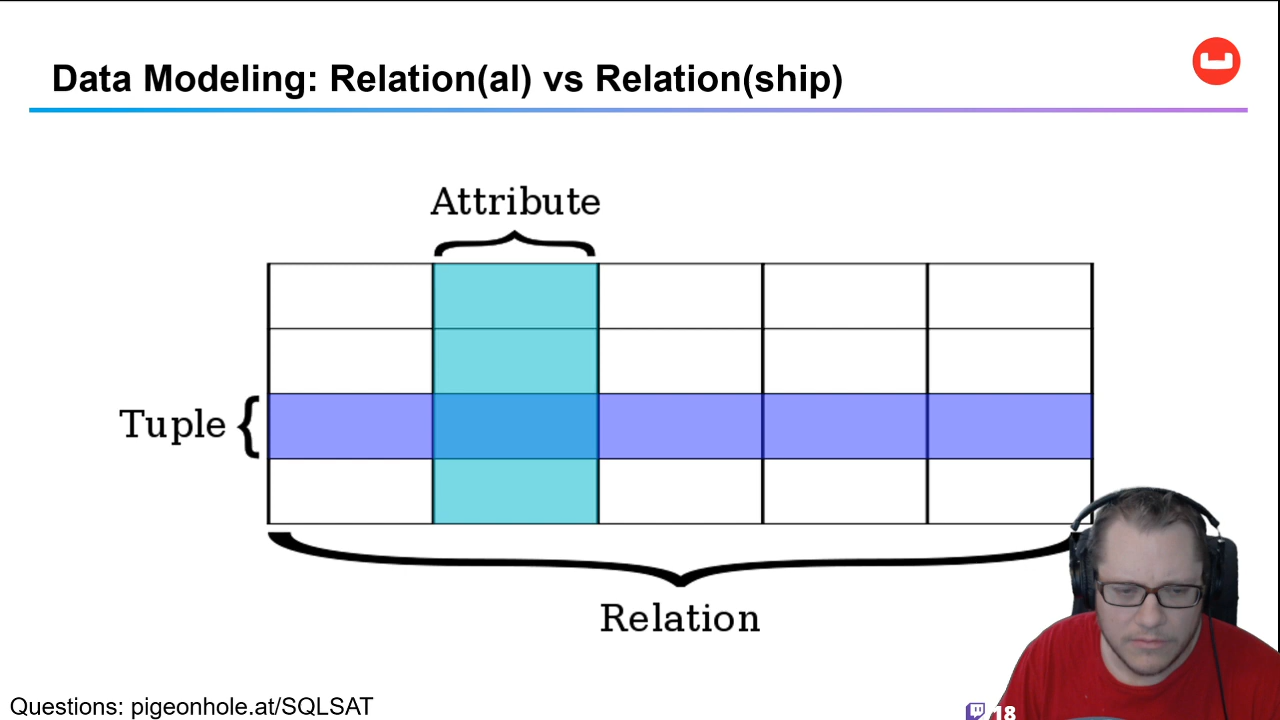 Data Modeling: Relation(al) vs Relation(ship)
Attribute
Tuple
Relation
Questions: pigeonhole.at/SQLSAT
18